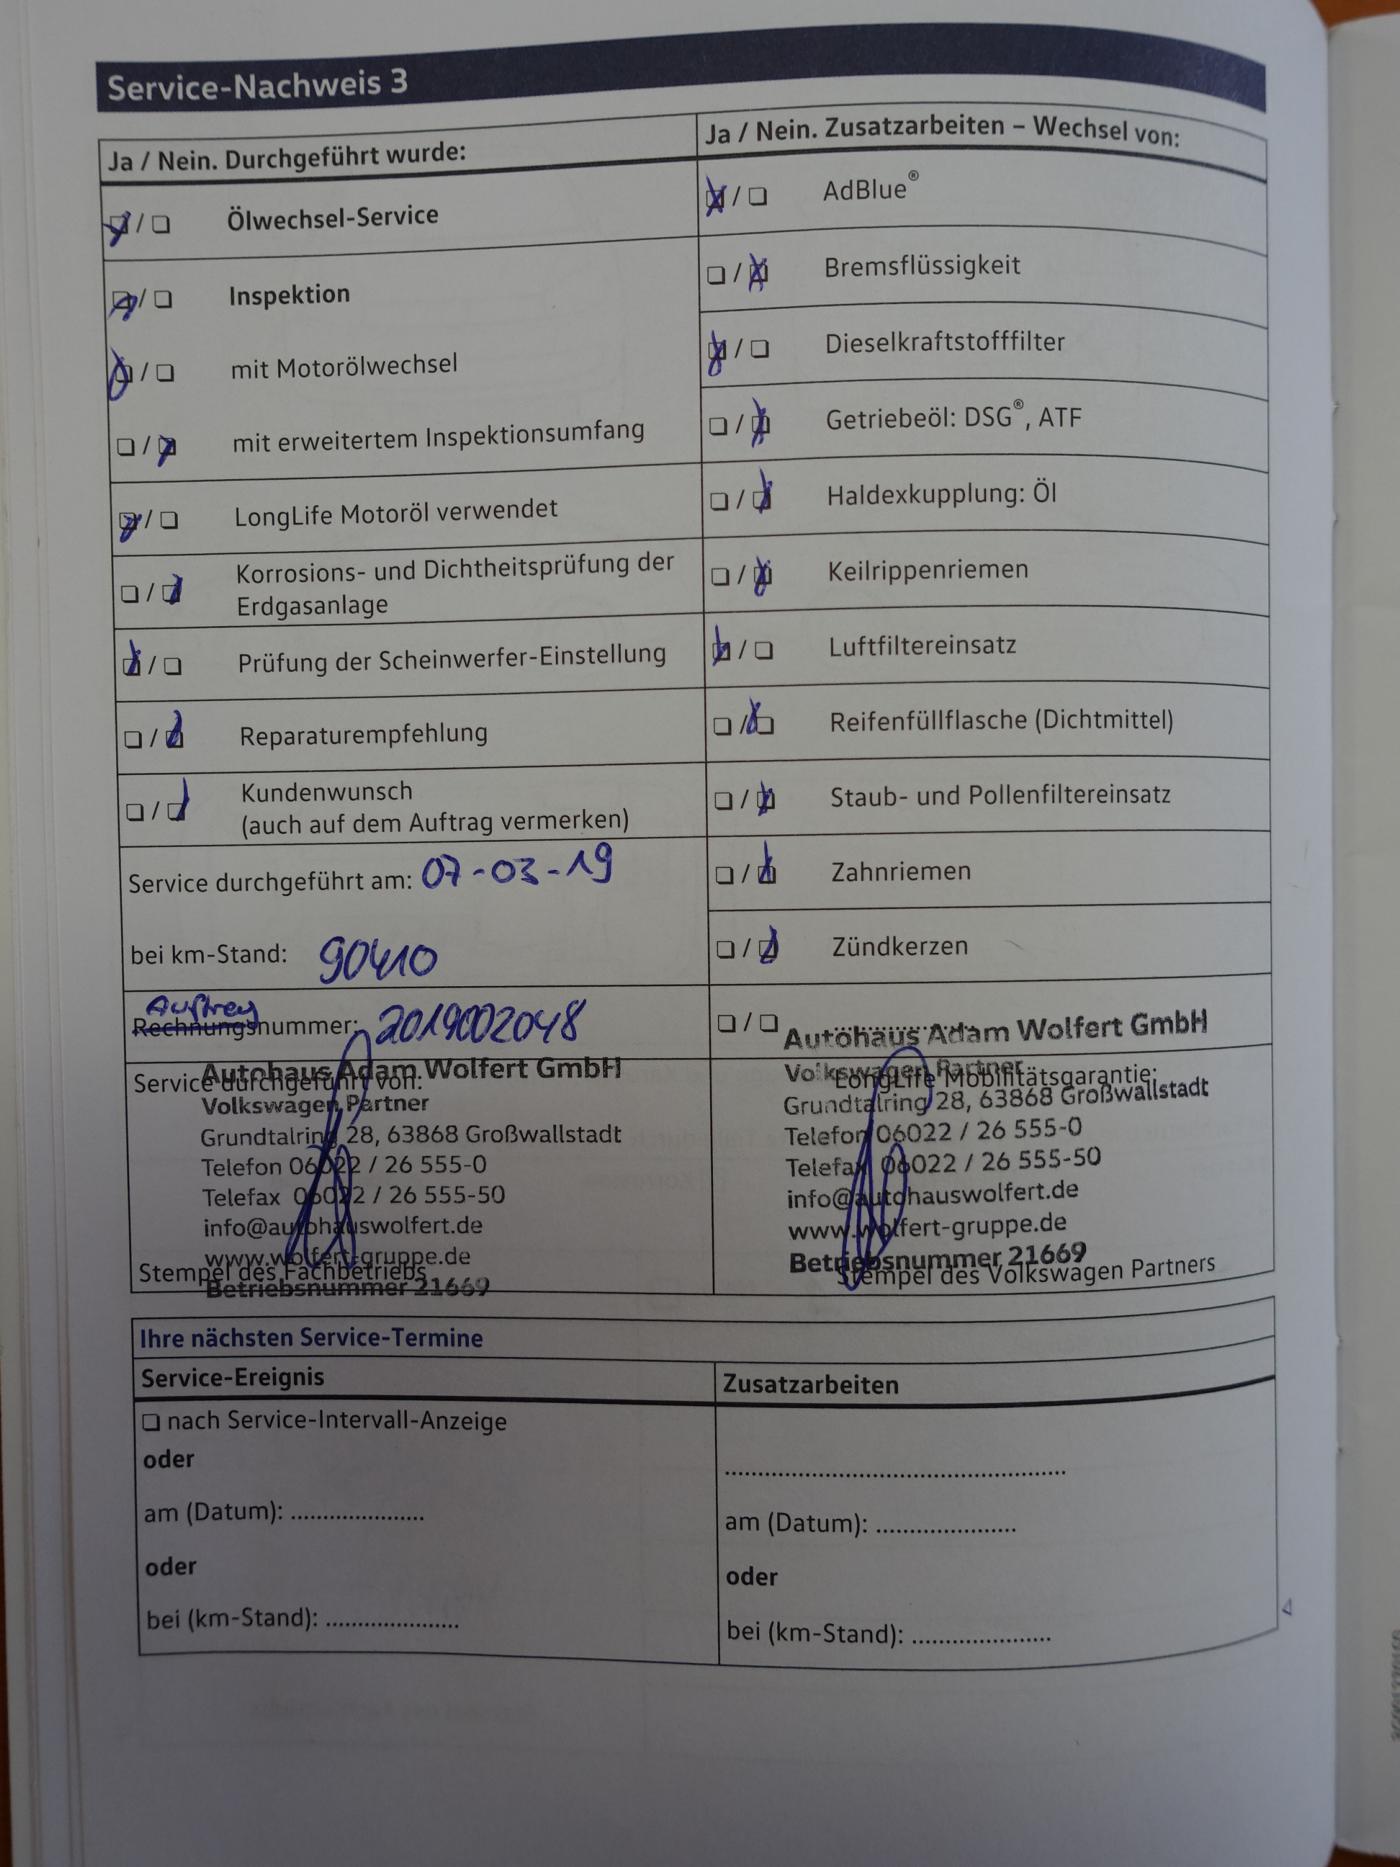 Service-Nachweis 3
Ja / Nein. Durchgeführt wurde:
☒ / ☐ Ölwechsel-Service
☒ / ☐ Inspektion
☒ / ☐ mit Motorölwechsel
☐ / ☒ mit erweitertem Inspektionsumfang
☒ / ☐ LongLife Motoröl verwendet
☐ / ☒ Korrosions- und Dichtheitsprüfung der
Erdgasanlage
☒ / ☐ Prüfung der Scheinwerfer-Einstellung
☐ / ☒ Reparaturempfehlung
☐ / ☒ Kundenwunsch
(auch auf dem Auftrag vermerken)
Service durchgeführt am: 07-03-19
bei km-Stand: 90410
Auftrag
Rechnungsnummer: 2019002048
Service durchgeführt von:
Autohaus Adam Wolfert GmbH
Volkswagen Partner
Grundtalring 28, 63868 Großwallstadt
Telefon 06022 / 26 555-0
Telefax 06022 / 26 555-50
info@autohauswolfert.de
www.wolfert-gruppe.de
Betriebsnummer 21669
Stempel des Fachbetriebs
Ja / Nein. Zusatzarbeiten – Wechsel von:
☒ / ☐ AdBlue®
☐ / ☒ Bremsflüssigkeit
☒ / ☐ Dieselkraftstofffilter
☐ / ☒ Getriebeöl: DSG®, ATF
☐ / ☒ Haldexkupplung: Öl
☐ / ☒ Keilrippenriemen
☒ / ☐ Luftfiltereinsatz
☐ / ☒ Reifenfüllflasche (Dichtmittel)
☐ / ☒ Staub- und Pollenfiltereinsatz
☐ / ☒ Zahnriemen
☐ / ☒ Zündkerzen
☐ / ☐ ....................
LongLife Mobilitätsgarantie:
Autohaus Adam Wolfert GmbH
Volkswagen Partner
Grundtalring 28, 63868 Großwallstadt
Telefon 06022 / 26 555-0
Telefax 06022 / 26 555-50
info@autohauswolfert.de
www.wolfert-gruppe.de
Betriebsnummer 21669
Stempel des Volkswagen Partners
Ihre nächsten Service-Termine
Service-Ereignis
☐ nach Service-Intervall-Anzeige
oder
am (Datum): .....................
oder
bei (km-Stand): .....................
Zusatzarbeiten
......................................................
am (Datum): ......................
oder
bei (km-Stand): ......................